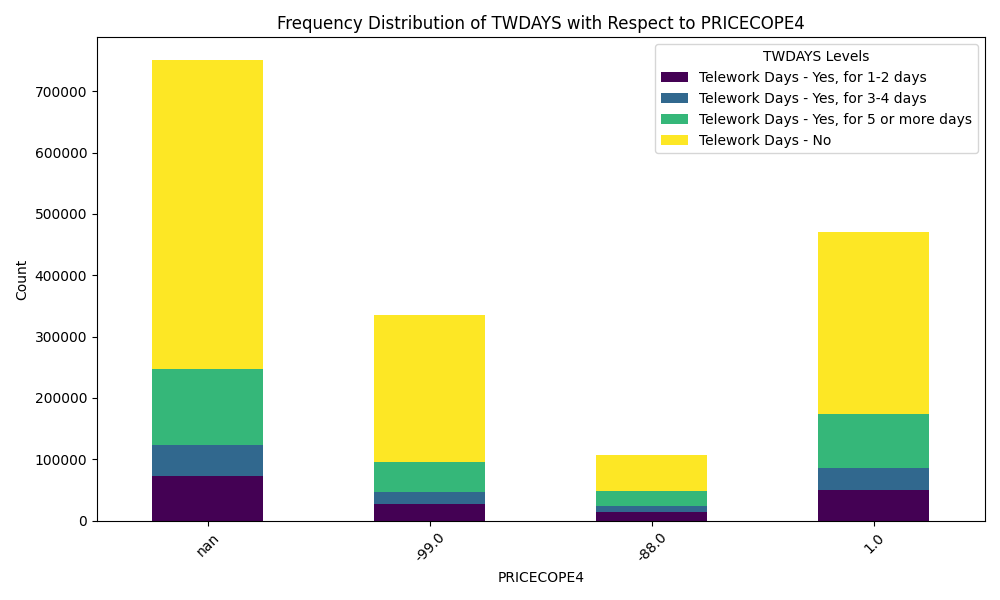 Frequency Distribution of TWDAYS with Respect to PRICECOPE4
TWDAYS Levels
Telework Days - Yes, for 1-2 days
Telework Days - Yes, for 3-4 days
Telework Days - Yes, for 5 or more days
Telework Days - No
Count
700000
600000
500000
400000
300000
200000
100000
0
nan
-99.0
-88.0
1.0
PRICECOPE4